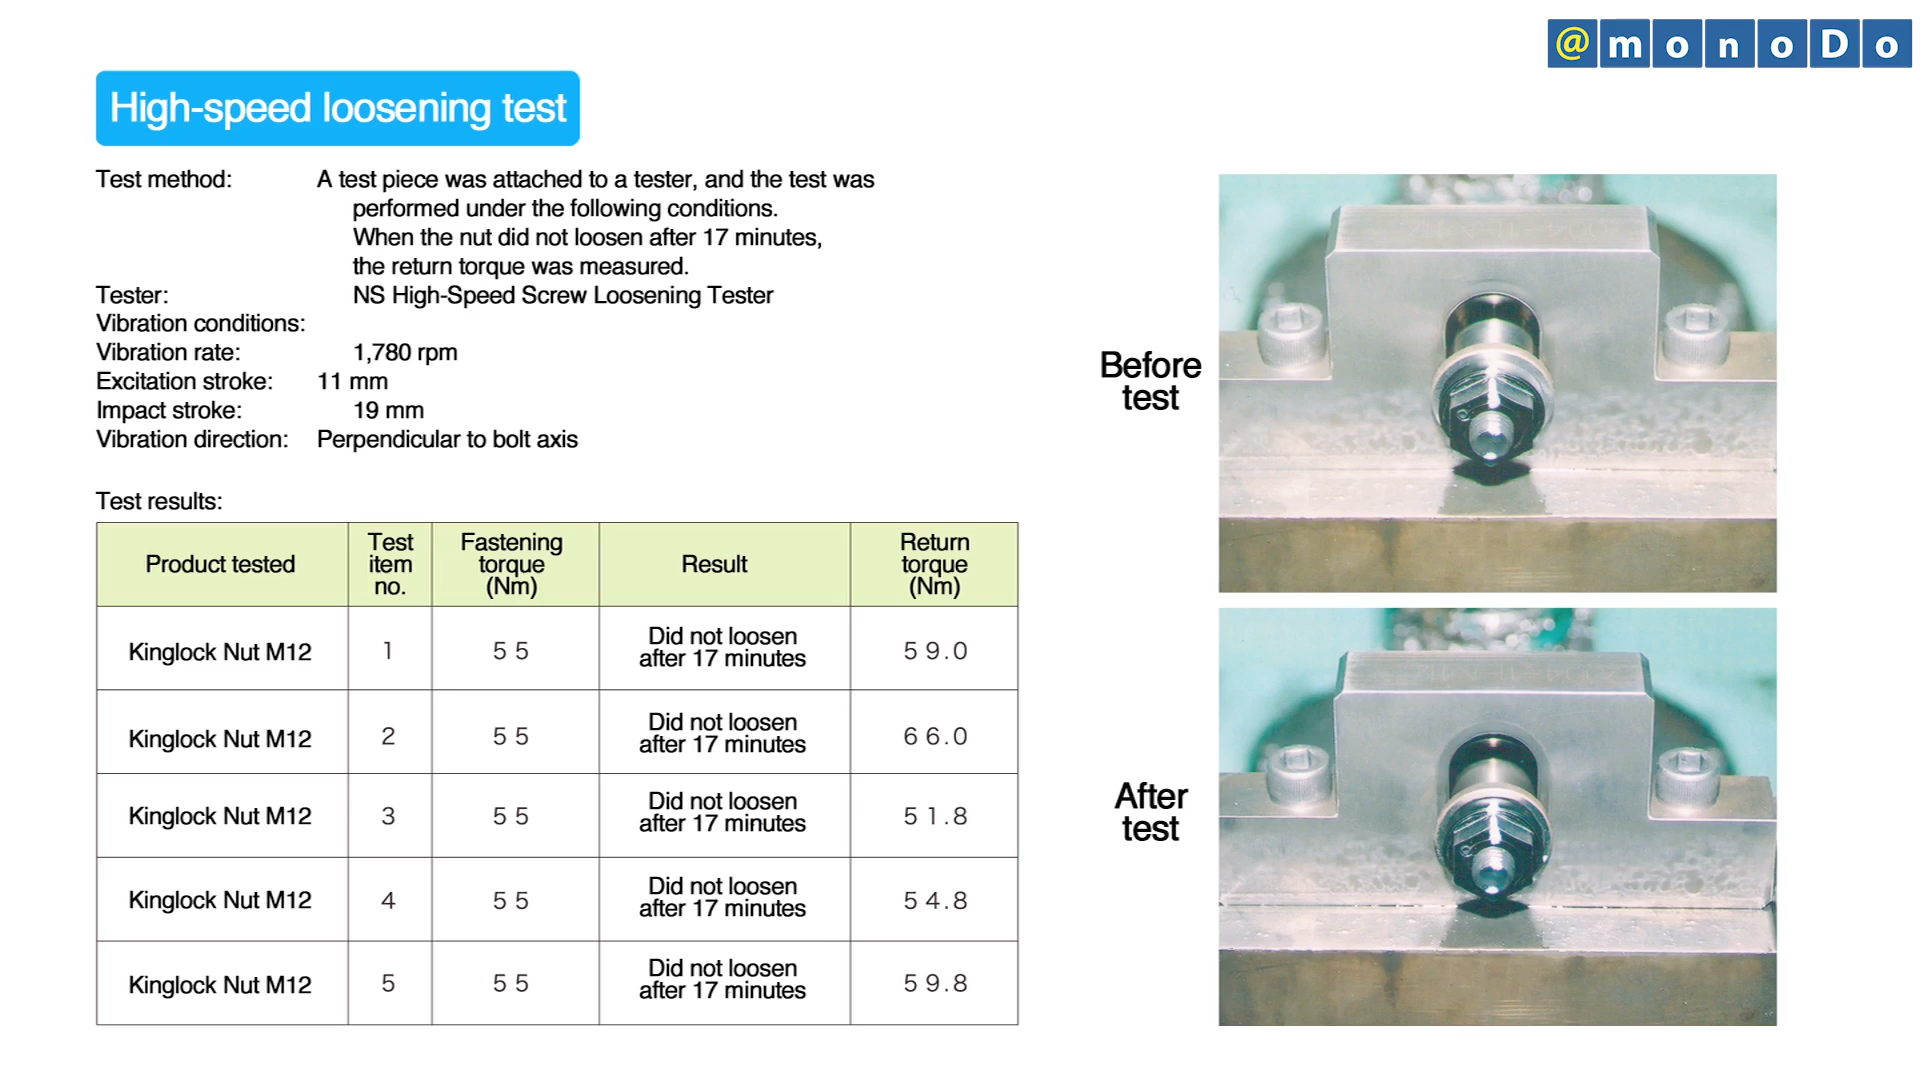 @monoDo
High-speed loosening test
Test method: A test piece was attached to a tester, and the test was
performed under the following conditions.
When the nut did not loosen after 17 minutes,
the return torque was measured.
Tester: NS High-Speed Screw Loosening Tester
Vibration conditions:
Vibration rate: 1,780 rpm
Excitation stroke: 11 mm
Impact stroke: 19 mm
Vibration direction: Perpendicular to bolt axis
Test results:
Product tested
Test
item
no.
Fastening
torque
(Nm)
Result
Return
torque
(Nm)
Kinglock Nut M12
1
55
Did not loosen
after 17 minutes
59.0
Kinglock Nut M12
2
55
Did not loosen
after 17 minutes
66.0
Kinglock Nut M12
3
55
Did not loosen
after 17 minutes
51.8
Kinglock Nut M12
4
55
Did not loosen
after 17 minutes
54.8
Kinglock Nut M12
5
55
Did not loosen
after 17 minutes
59.8
Before
test
After
test